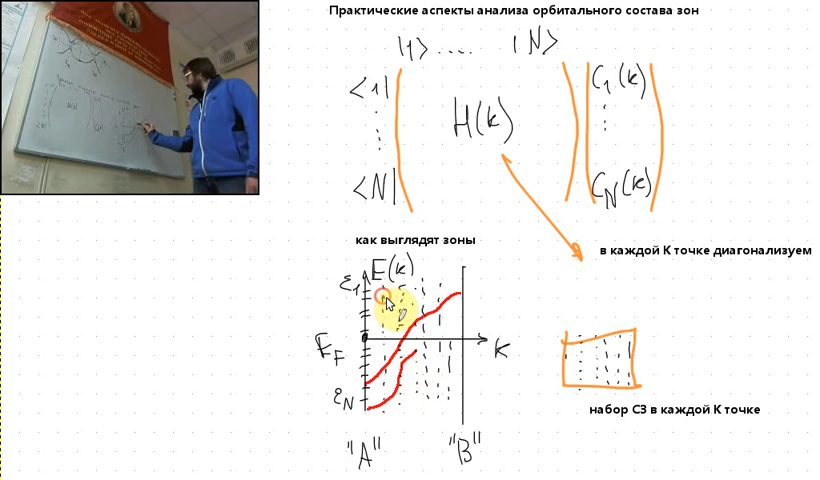 Практические аспекты анализа орбитального состава зон
|1> .... |N>
<1|
H(k)
C1(k)
<N|
CN(k)
как выглядят зоны
в каждой К точке диагонализуем
ε1 E(k)
EF
K
εN
набор СЗ в каждой К точке
"A" "B"